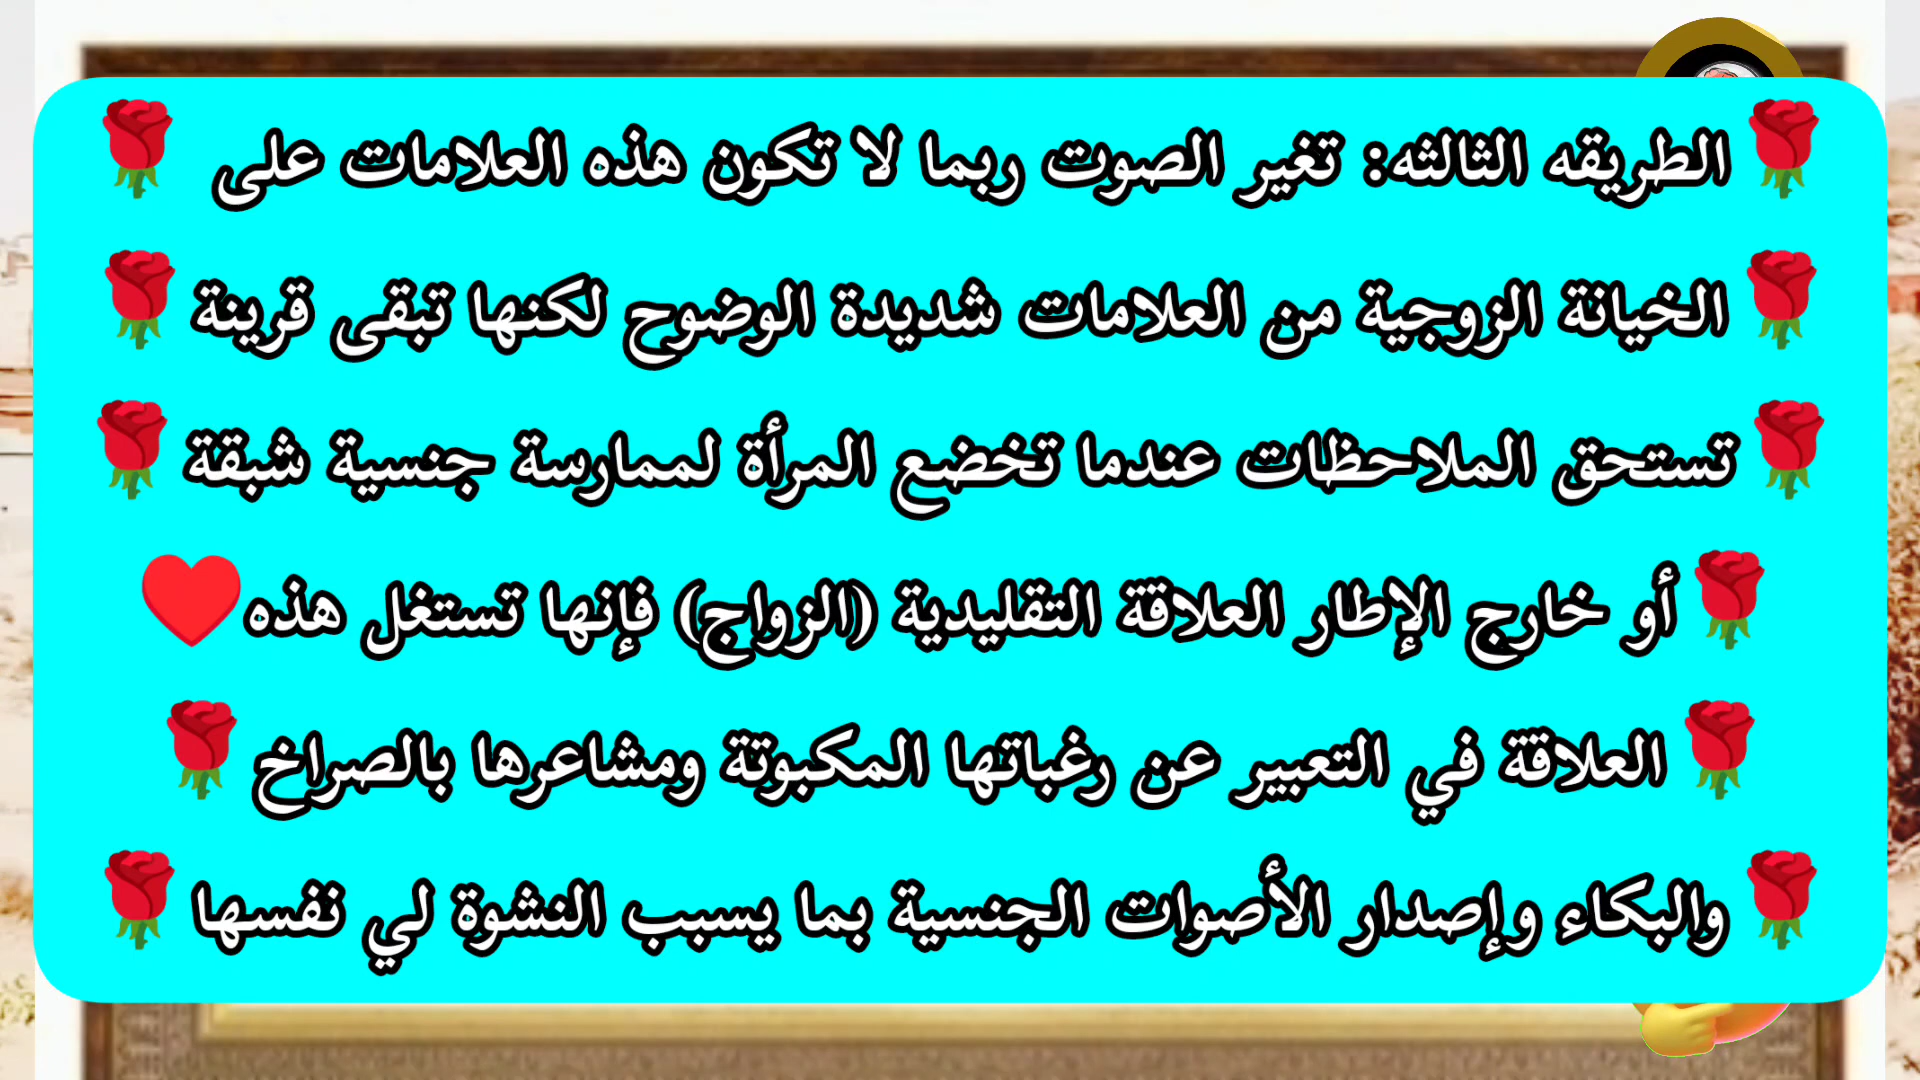 🌹الطريقه الثالثه: تغير الصوت ربما لا تكون هذه العلامات على 🌹
🌹الخيانة الزوجية من العلامات شديدة الوضوح لكنها تبقى قرينة 🌹
🌹تستحق الملاحظات عندما تخضع المرأة لممارسة جنسية شبقة 🌹
🌹أو خارج الإطار العلاقة التقليدية (الزواج) فإنها تستغل هذه♥️
🌹العلاقة في التعبير عن رغباتها المكبوتة ومشاعرها بالصراخ 🌹
🌹والبكاء وإصدار الأصوات الجنسية بما يسبب النشوة لي نفسها 🌹